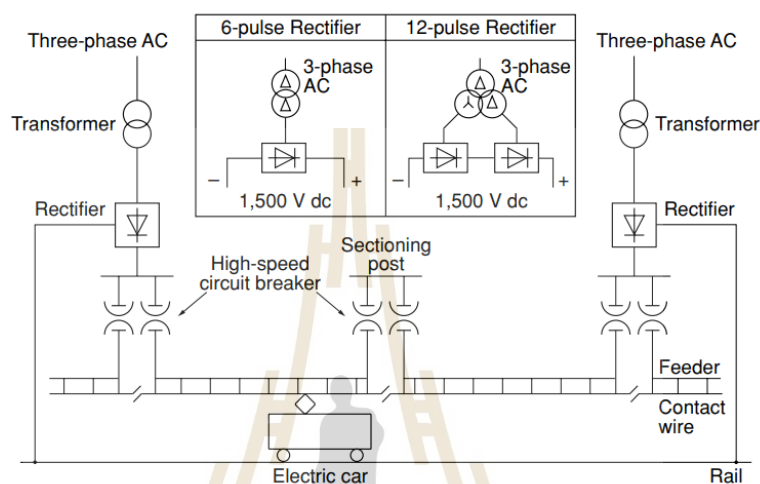 6-pulse Rectifier
12-pulse Rectifier
Three-phase AC
3-phase
AC
3-phase
AC
Three-phase AC
Transformer
Transformer
−
+
1,500 V dc
−
+
1,500 V dc
Rectifier
Rectifier
High-speed
circuit breaker
Sectioning
post
Feeder
Contact
wire
Electric car
Rail